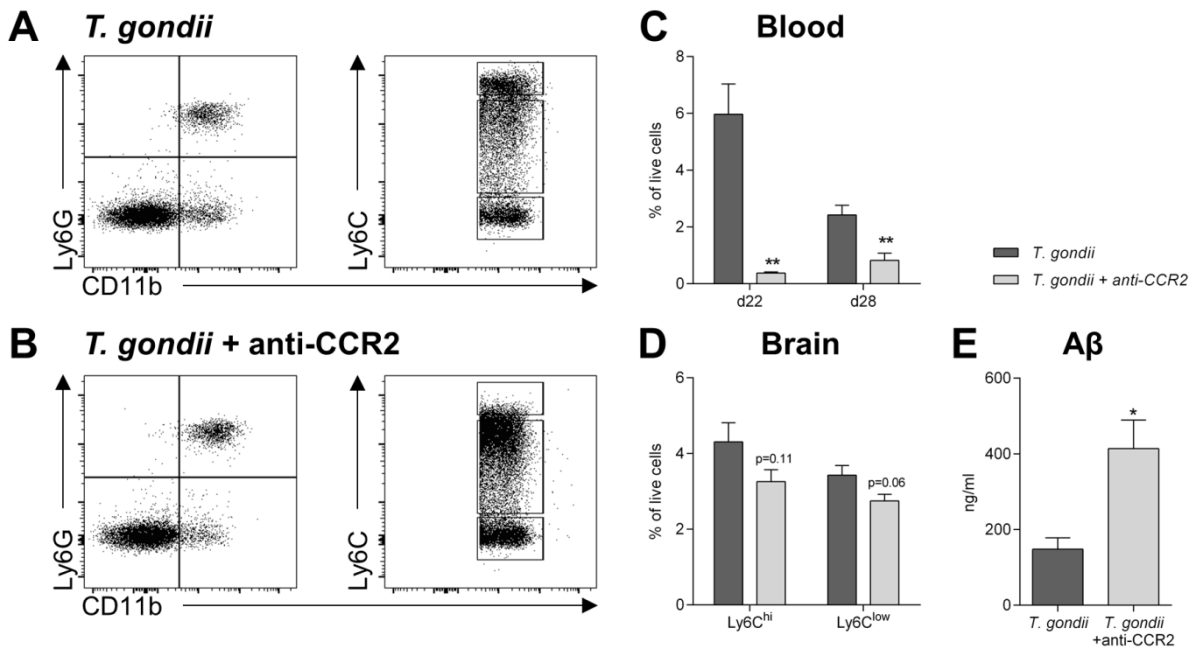 A
T. gondii
Ly6G
Ly6C
CD11b
B
T. gondii + anti-CCR2
Ly6G
Ly6C
CD11b
C
Blood
% of live cells
8
6
4
2
0
**
**
d22
d28
T. gondii
T. gondii + anti-CCR2
D
Brain
% of live cells
6
4
2
0
p=0.11
p=0.06
Ly6Chi
Ly6Clow
E
Aβ
ng/ml
600
400
200
0
*
T. gondii
T. gondii
+anti-CCR2